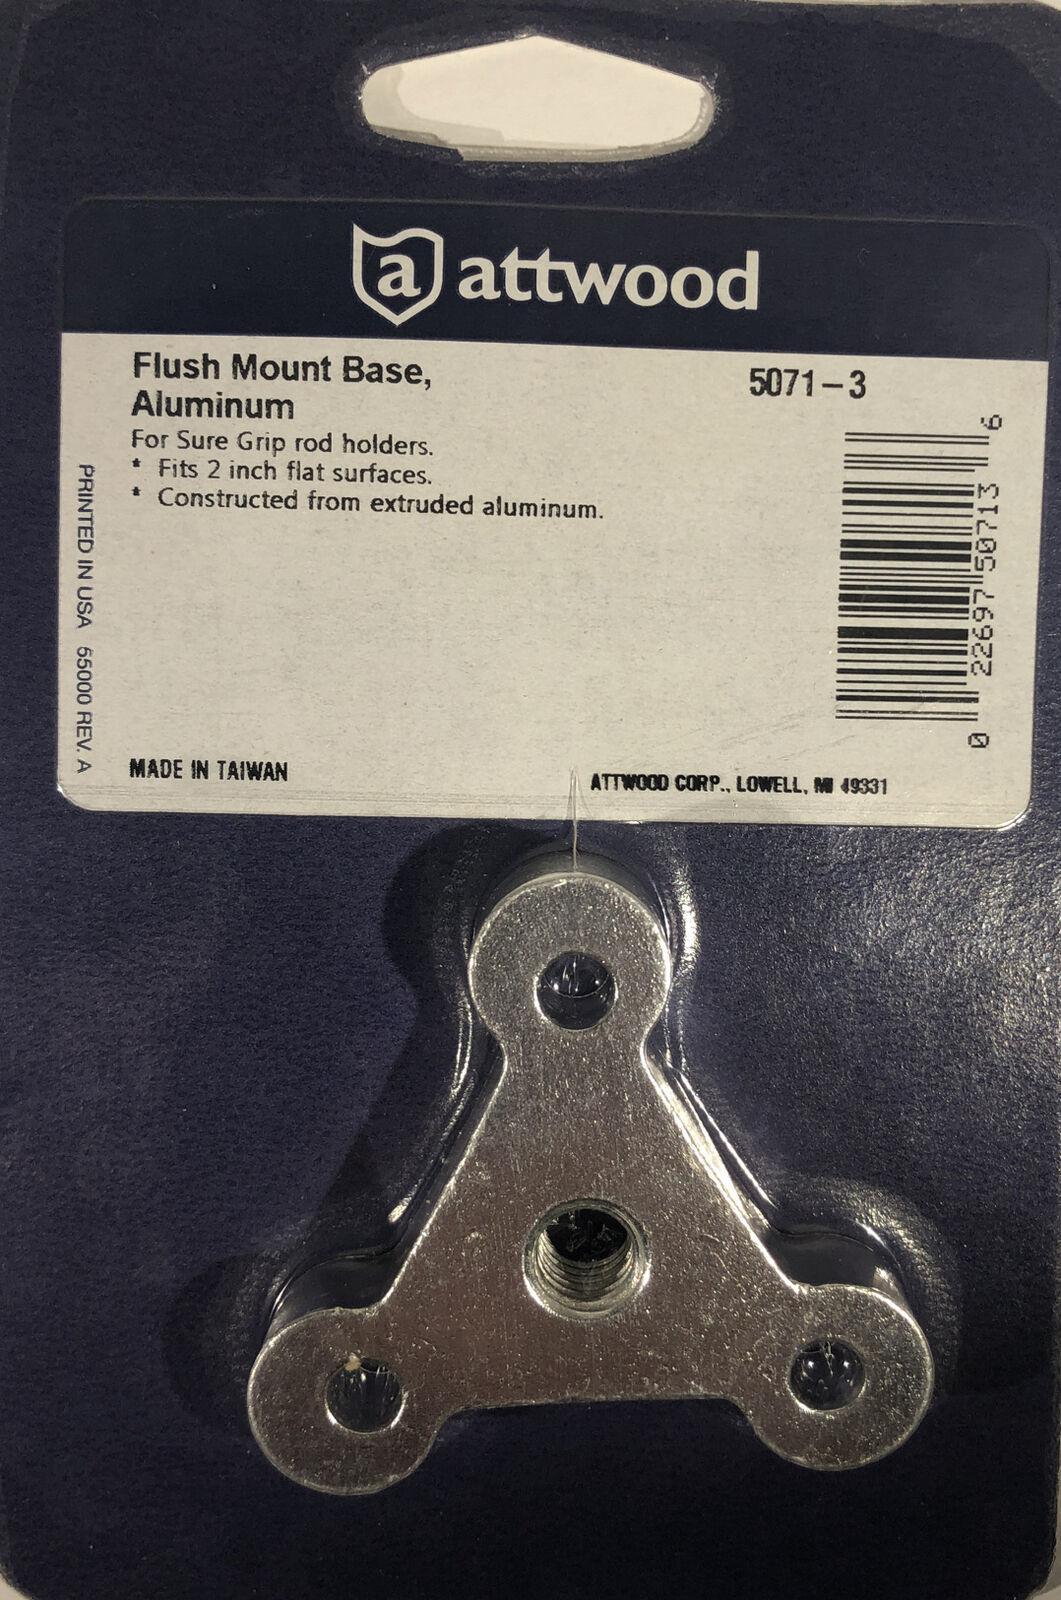 a attwood
Flush Mount Base,
Aluminum
5071-3
For Sure Grip rod holders.
* Fits 2 inch flat surfaces.
* Constructed from extruded aluminum.
PRINTED IN USA 65000 REV. A
0 22697 50713 6
MADE IN TAIWAN
ATTWOOD CORP., LOWELL, MI 49331